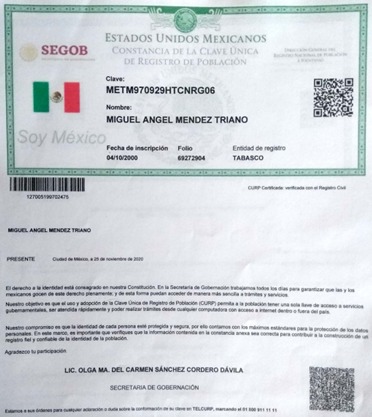 ESTADOS UNIDOS MEXICANOS
CONSTANCIA DE LA CLAVE ÚNICA
DE REGISTRO DE POBLACIÓN
SEGOB
DIRECCIÓN GENERAL DEL
REGISTRO NACIONAL DE POBLACIÓN
Clave:
METM970929HTCNRG06
Nombre:
MIGUEL ANGEL MENDEZ TRIANO
Soy México
Fecha de inscripción Folio Entidad de registro
04/10/2000 69272904 TABASCO
CURP Certificada: verificada con el Registro Civil
127005199702475
MIGUEL ANGEL MENDEZ TRIANO
PRESENTE Ciudad de México, a 25 de noviembre de
El derecho a la identidad está consagrado en nuestra Constitución. En la Secretaría de Gobernación trabajamos todos los días para garantizar que las y los
mexicanos gocen de este derecho plenamente; y de esta forma puedan acceder de manera más sencilla a trámites y servicios.
Nuestro objetivo es que el uso y adopción de la Clave Única de Registro de Población (CURP) permita a la población tener una sola llave de acceso a servicios
gubernamentales, ser atendida rápidamente y poder realizar trámites desde cualquier computadora con acceso a internet dentro o fuera del país.
Nuestro compromiso es que la identidad de cada persona esté protegida y segura, por ello contamos con los máximos estándares para la protección de los datos
personales. En este marco, es importante que verifiques que la información contenida en la constancia anexa sea correcta para contribuir a la construcción de un
registro fiel y confiable de la identidad de la población.
Agradezco tu participación
LIC. OLGA MA. DEL CARMEN SÁNCHEZ CORDERO DÁVILA
SECRETARIA DE GOBERNACIÓN
Estamos a sus órdenes para cualquier aclaración o duda sobre la conformación de su clave en TELCURP, marcando el 01 800 911 11 11